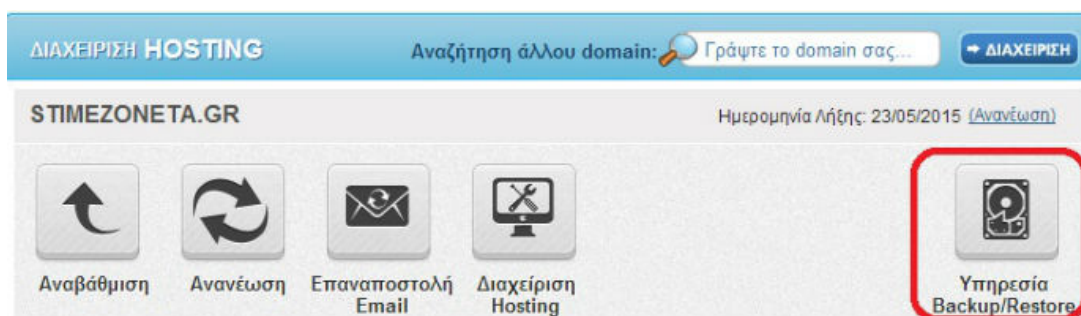 ΔΙΑΧΕΙΡΙΣΗ HOSTING
Αναζήτηση άλλου domain: Γράψτε το domain σας... ΔΙΑΧΕΙΡΙΣΗ
STIMEZONETA.GR
Ημερομηνία Λήξης: 23/05/2015 (Ανανέωση)
Αναβάθμιση
Ανανέωση
Επαναποστολή
Email
Διαχείριση
Hosting
Υπηρεσία
Backup/Restore